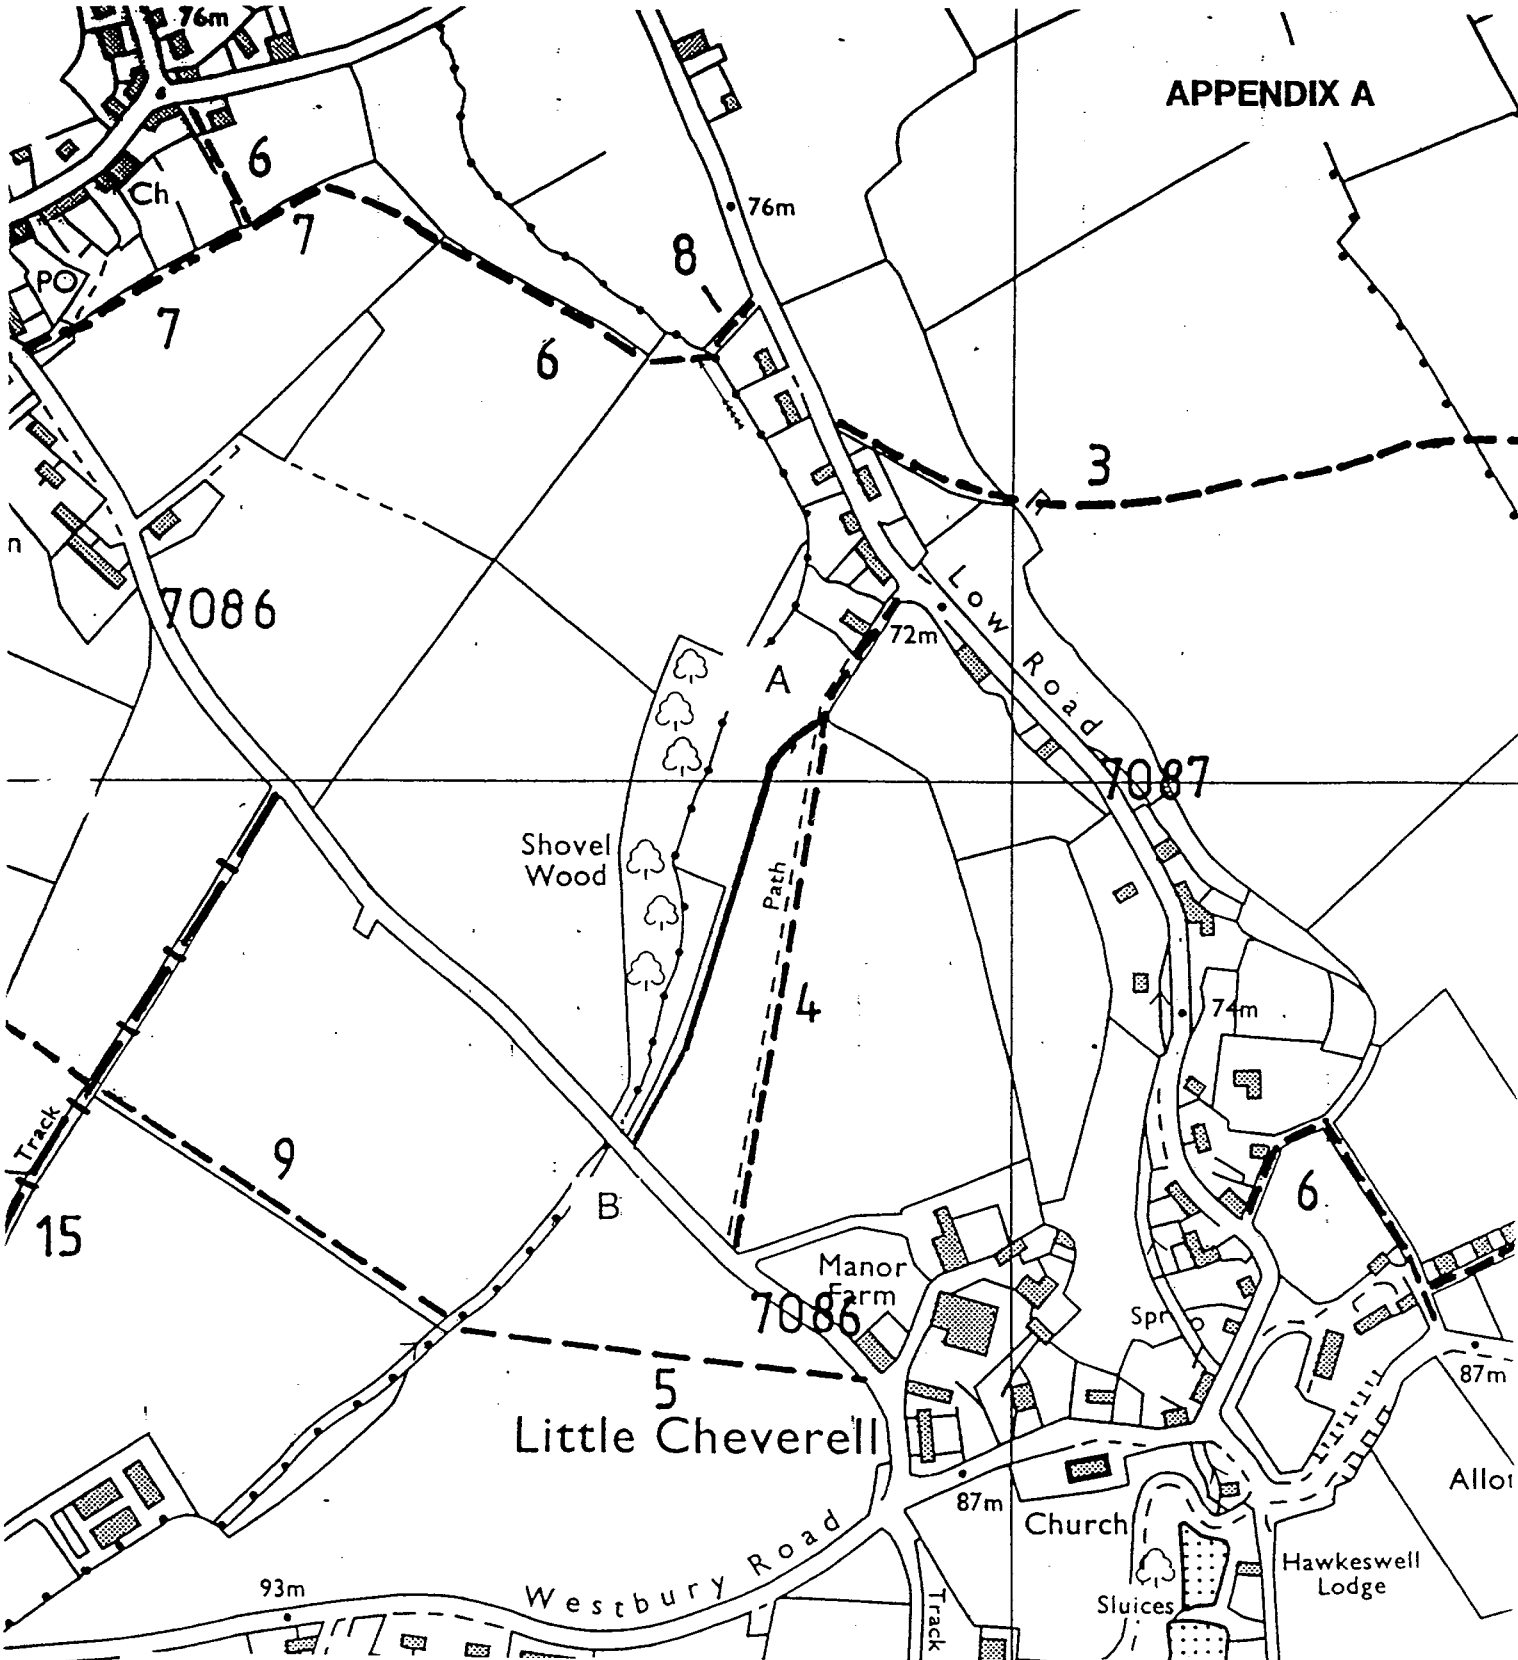 76m
APPENDIX A
6
Ch
7
76m
8
PO
7
6
3
n
7086
Low Road
72m
A
7087
Shovel
Wood
Path
4
74m
Track
9
B
6
15
Manor
Farm
7086
Spr
5
87m
Little Cheverell
Allot
87m
Church
Westbury Road
Hawkeswell
Lodge
93m
Sluices
Track